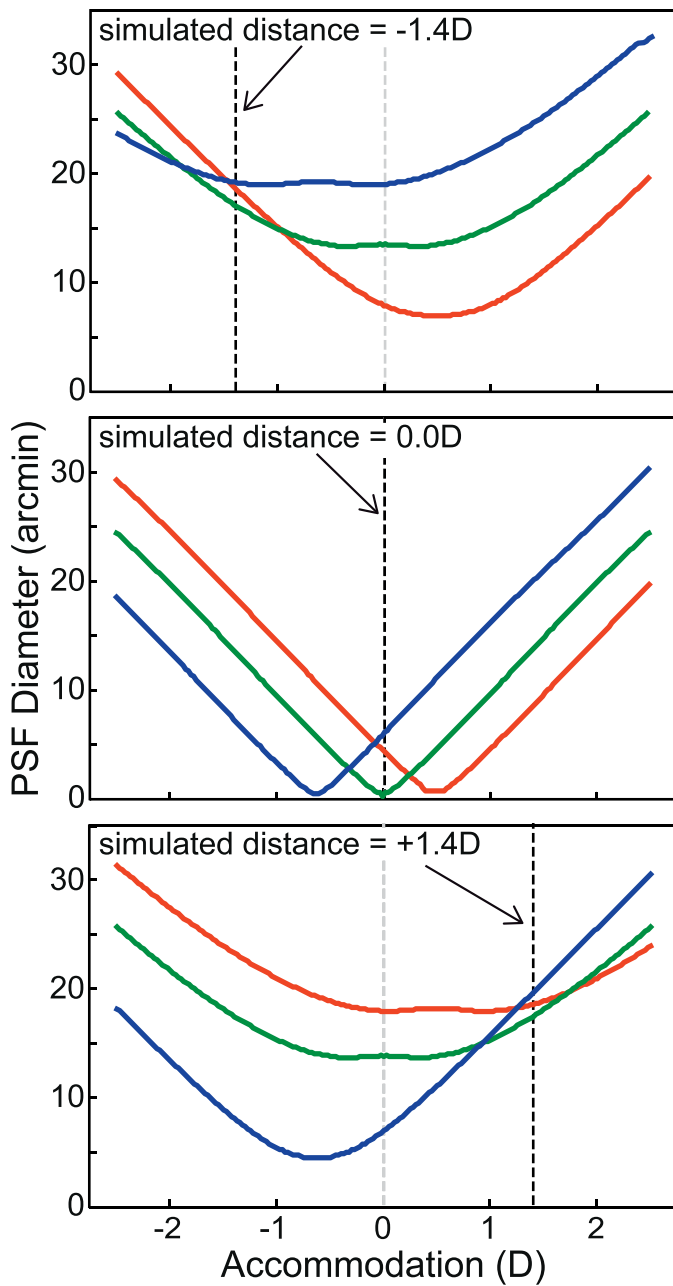 simulated distance = -1.4D
30
20
10
0
simulated distance = 0.0D
30
20
10
0
PSF Diameter (arcmin)
simulated distance = +1.4D
30
20
10
0
-2 -1 0 1 2
Accommodation (D)